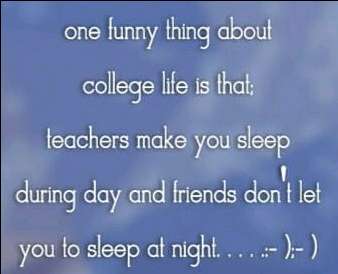 one funny thing about
college life is that;
teachers make you sleep
during day and friends don't let
you to sleep at night. . . . .:- );- )